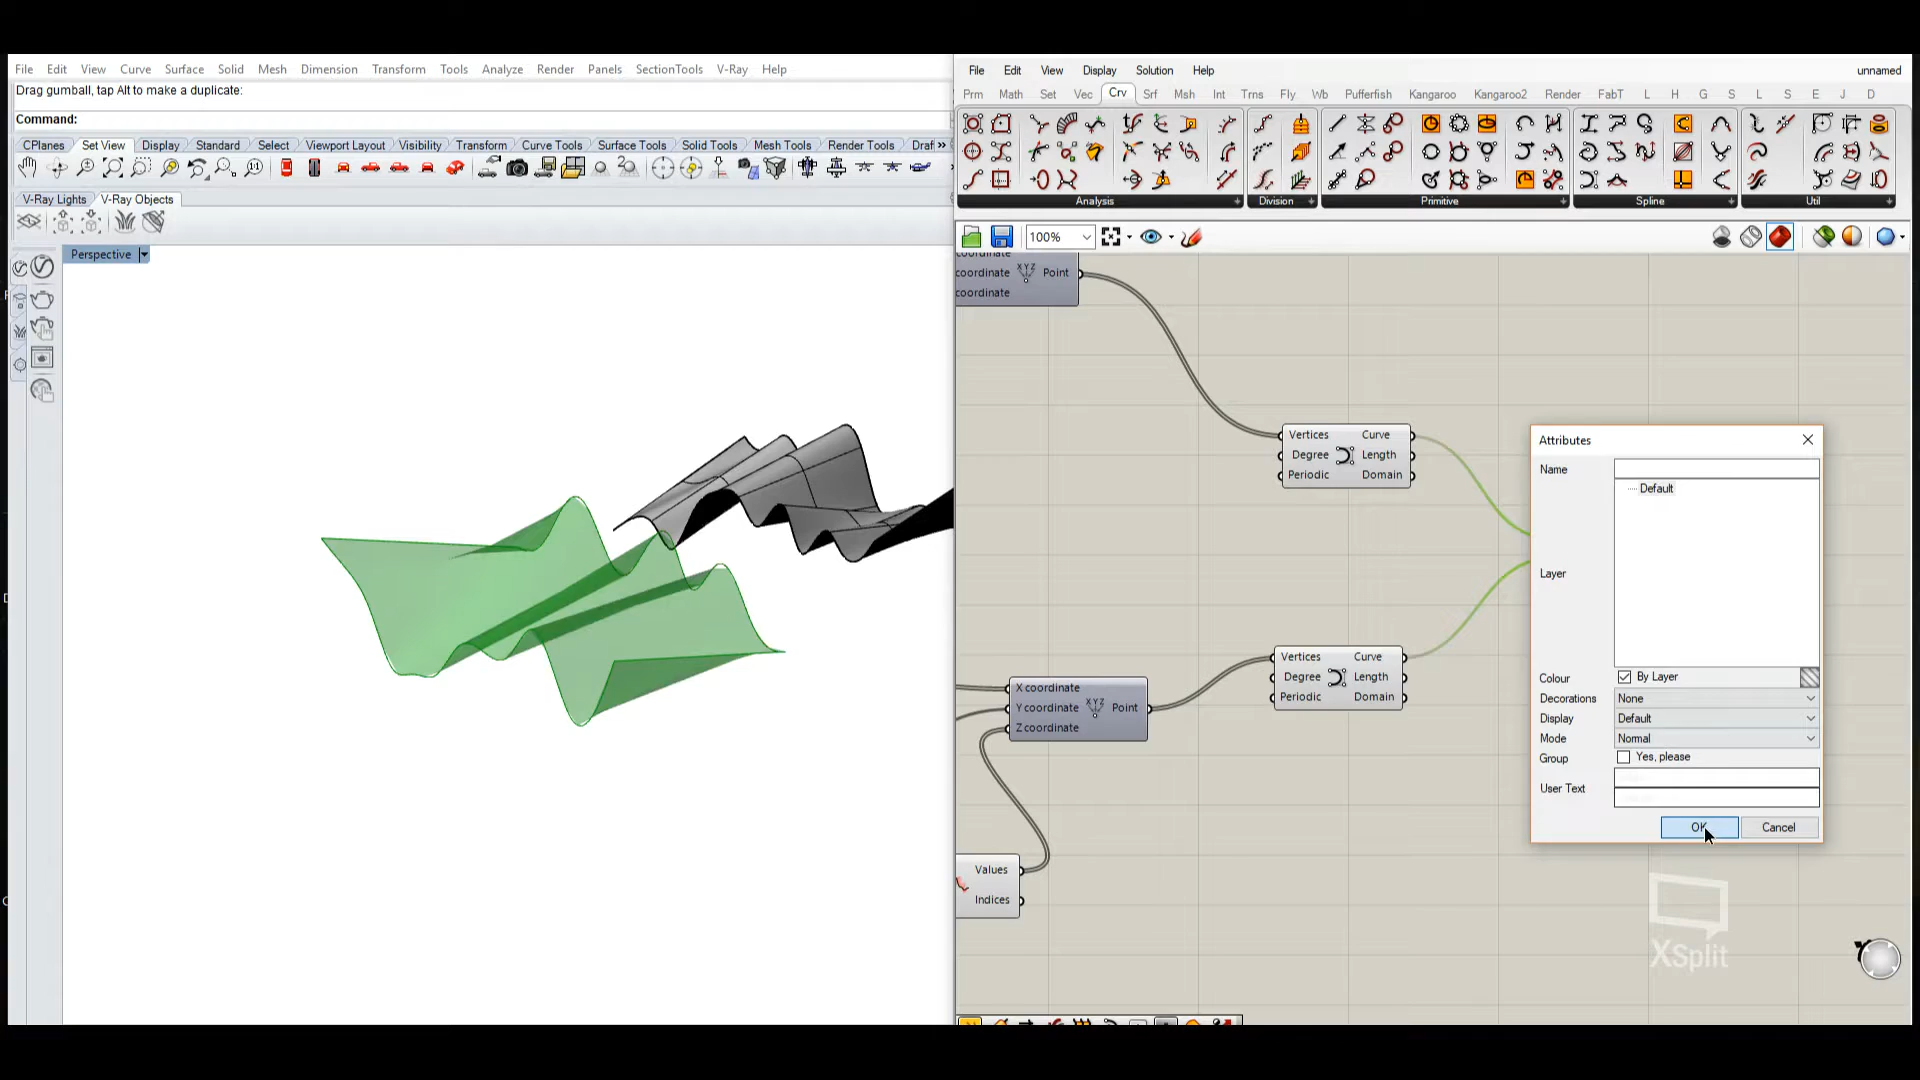 File Edit View Curve Surface Solid Mesh Dimension Transform Tools Analyze Render Panels SectionTools V-Ray Help
Drag gumball, tap Alt to make a duplicate:
Command:
CPlanes Set View Display Standard Select Viewport Layout Visibility Transform Curve Tools Surface Tools Solid Tools Mesh Tools Render Tools Draf »
V-Ray Lights V-Ray Objects
Perspective
File Edit View Display Solution Help unnamed
Prm Math Set Vec Crv Srf Msh Int Trns Fly Wb Pufferfish Kangaroo Kangaroo2 Render FabT L H G S L S E J D
Analysis Division Primitive Spline Util
100%
coordinate
coordinate XYZ Point
coordinate
Vertices Curve
Degree Length
Periodic Domain
Vertices Curve
Degree Length
Periodic Domain
X coordinate
Y coordinate XYZ Point
Z coordinate
Values
Indices
Attributes
Name
Default
Layer
Colour By Layer
Decorations None
Display Default
Mode Normal
Group Yes, please
User Text
OK Cancel
XSplit